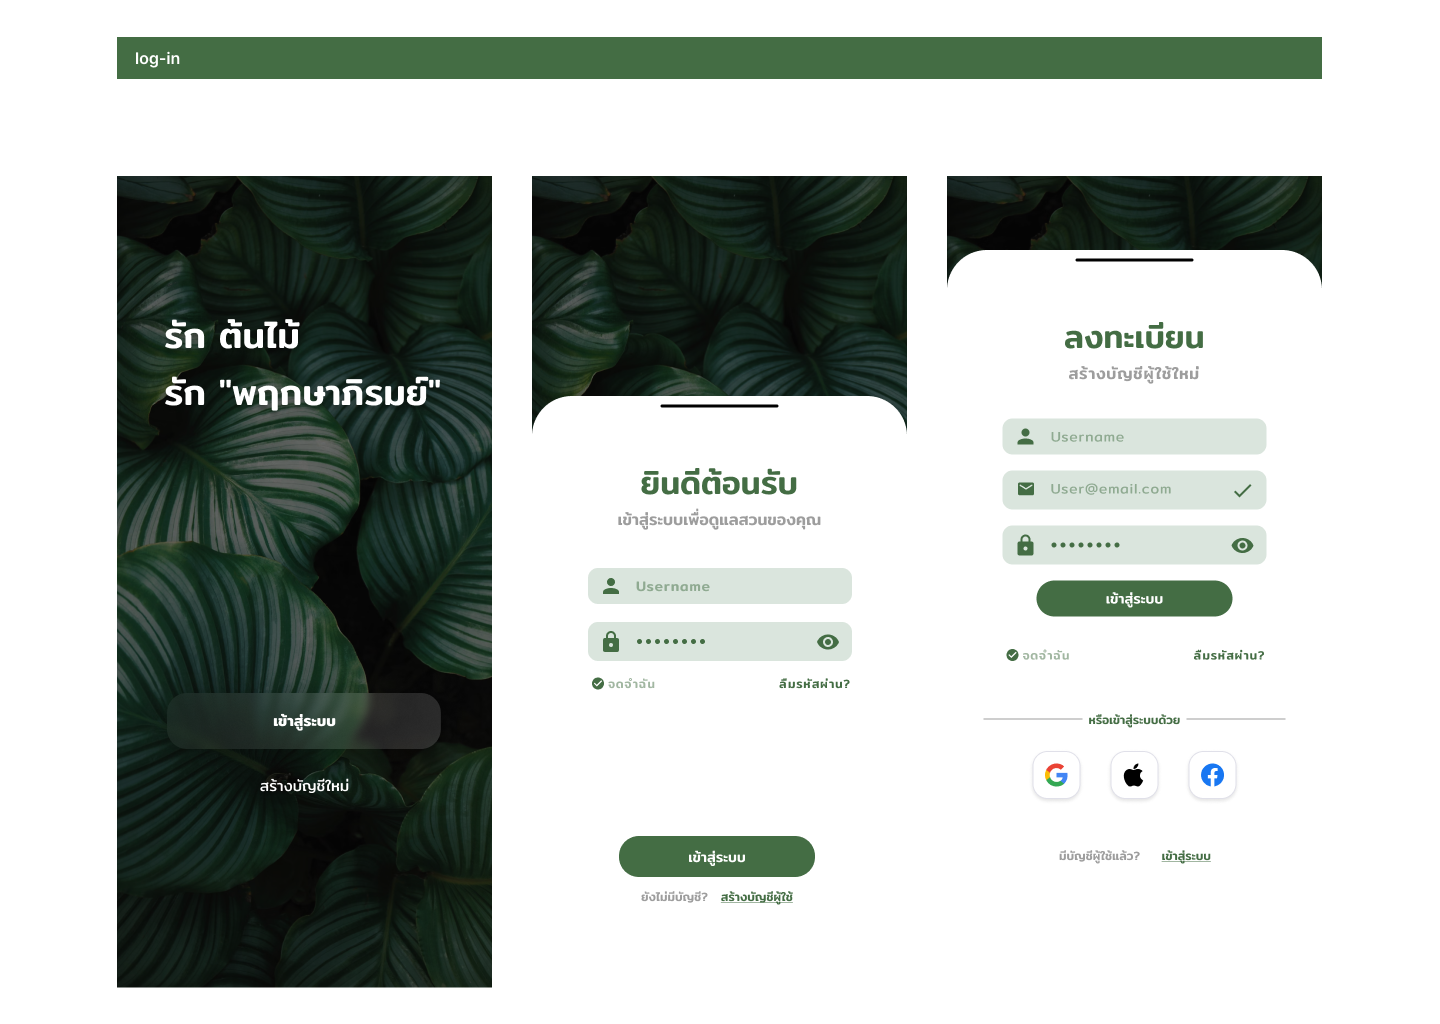 log-in
รัก ต้นไม้
รัก "พฤกษาภิรมย์"
เข้าสู่ระบบ
สร้างบัญชีใหม่
ยินดีต้อนรับ
เข้าสู่ระบบเพื่อดูแลสวนของคุณ
Username
••••••••
จดจำฉัน
ลืมรหัสผ่าน?
เข้าสู่ระบบ
ยังไม่มีบัญชี? สร้างบัญชีผู้ใช้
ลงทะเบียน
สร้างบัญชีผู้ใช้ใหม่
Username
User@email.com
••••••••
เข้าสู่ระบบ
จดจำฉัน
ลืมรหัสผ่าน?
หรือเข้าสู่ระบบด้วย
มีบัญชีผู้ใช้แล้ว? เข้าสู่ระบบ